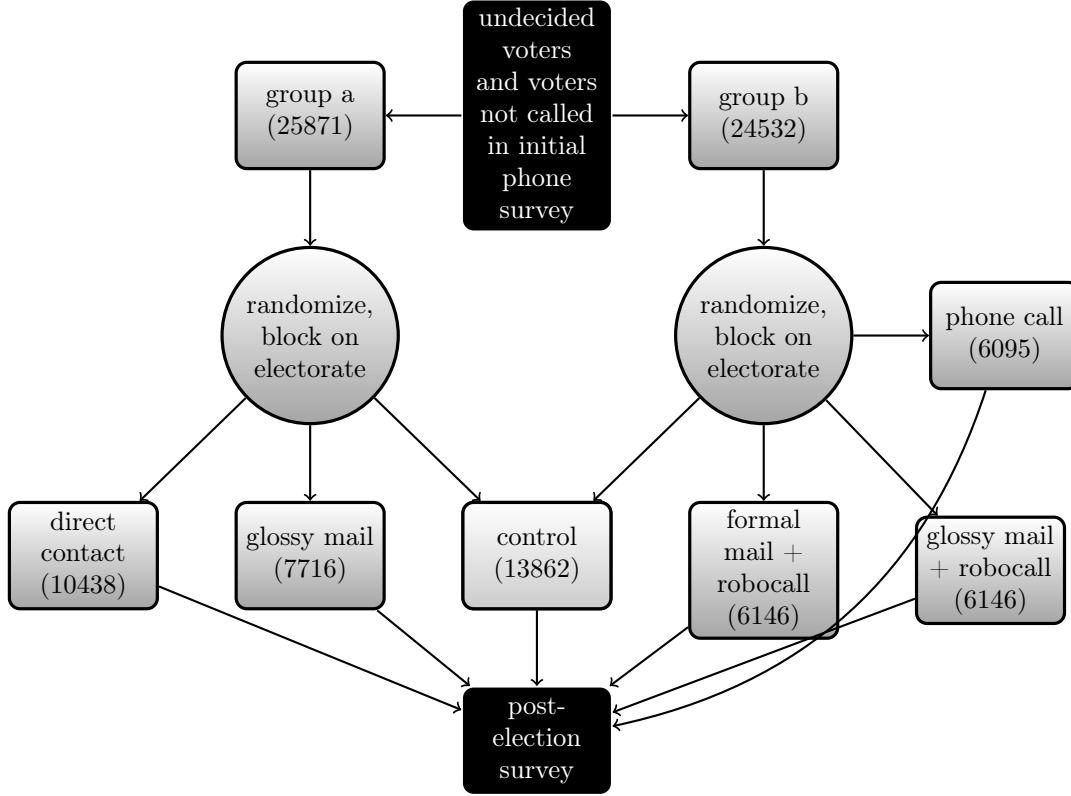 undecided
voters
and voters
not called
in initial
phone
survey
group a
(25871)
group b
(24532)
randomize,
block on
electorate
randomize,
block on
electorate
phone call
(6095)
direct
contact
(10438)
glossy mail
(7716)
control
(13862)
formal
mail +
robocall
(6146)
glossy mail
+ robocall
(6146)
post-
election
survey